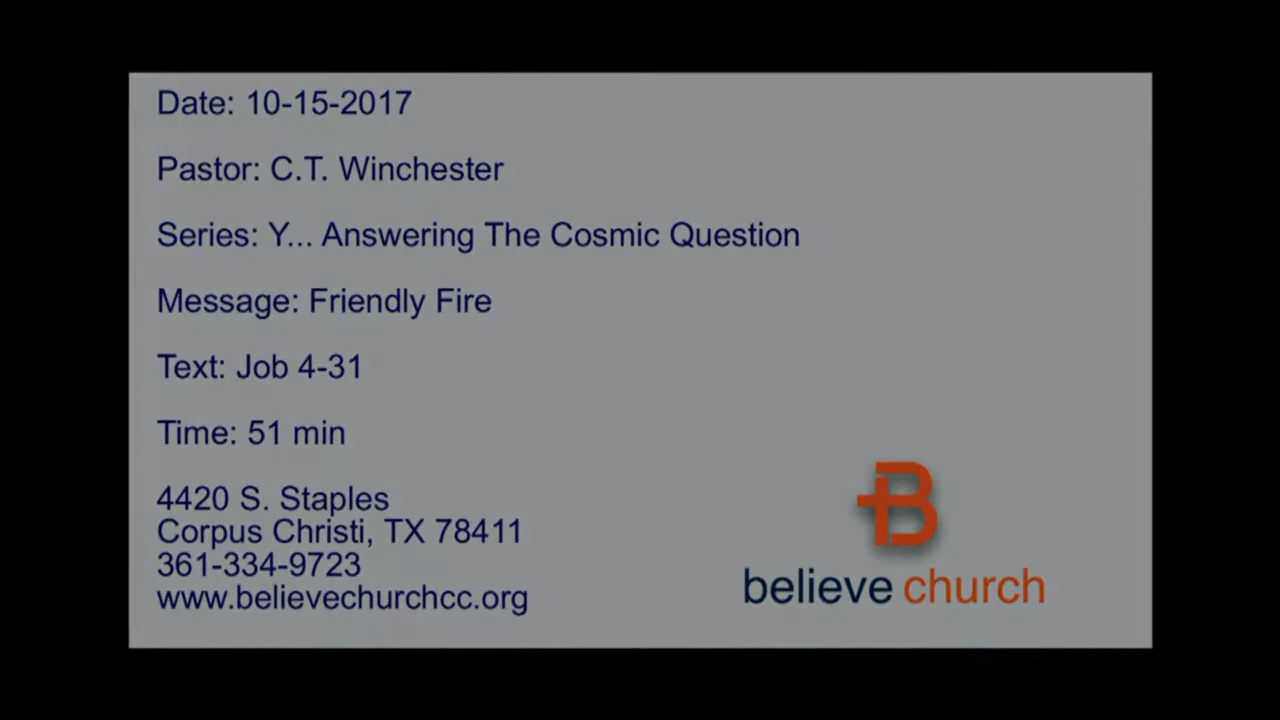 Date: 10-15-2017
Pastor: C.T. Winchester
Series: Y... Answering The Cosmic Question
Message: Friendly Fire
Text: Job 4-31
Time: 51 min
4420 S. Staples
Corpus Christi, TX 78411
361-334-9723
www.believechurchcc.org
B
believe church